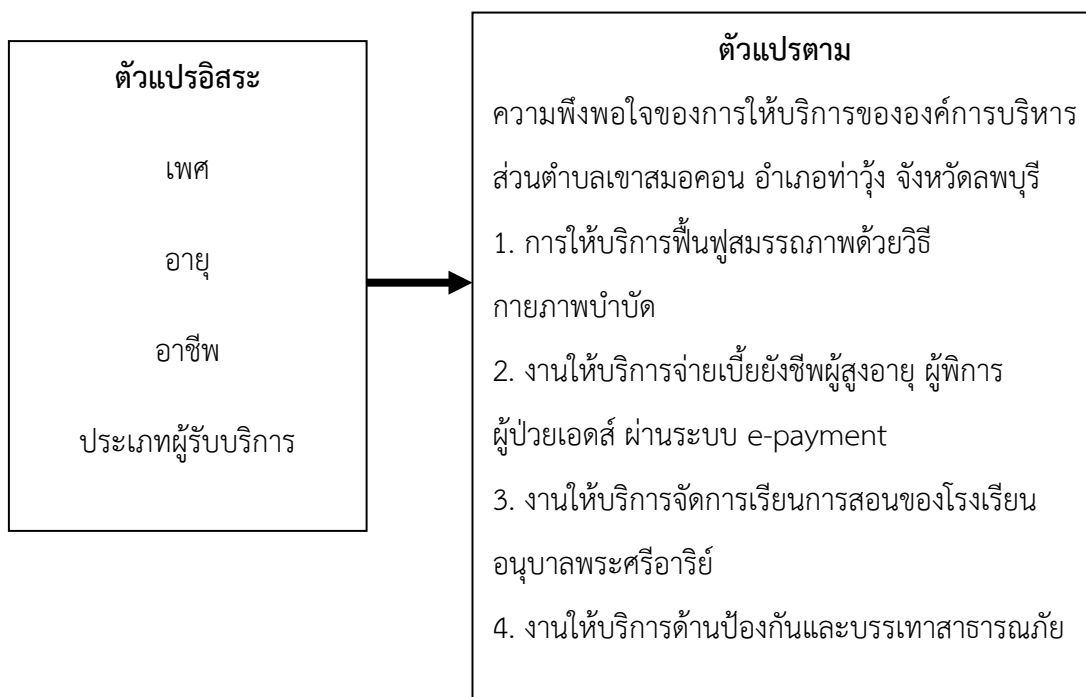 ตัวแปรอิสระ
เพศ
อายุ
อาชีพ
ประเภทผู้รับบริการ
ตัวแปรตาม
ความพึงพอใจของการให้บริการขององค์การบริหาร
ส่วนตำบลเขาสมอคอน อำเภอท่าวุ้ง จังหวัดลพบุรี
1. การให้บริการฟื้นฟูสมรรถภาพด้วยวิธี
กายภาพบำบัด
2. งานให้บริการจ่ายเบี้ยยังชีพผู้สูงอายุ ผู้พิการ
ผู้ป่วยเอดส์ ผ่านระบบ e-payment
3. งานให้บริการจัดการเรียนการสอนของโรงเรียน
อนุบาลพระศรีอาริย์
4. งานให้บริการด้านป้องกันและบรรเทาสาธารณภัย